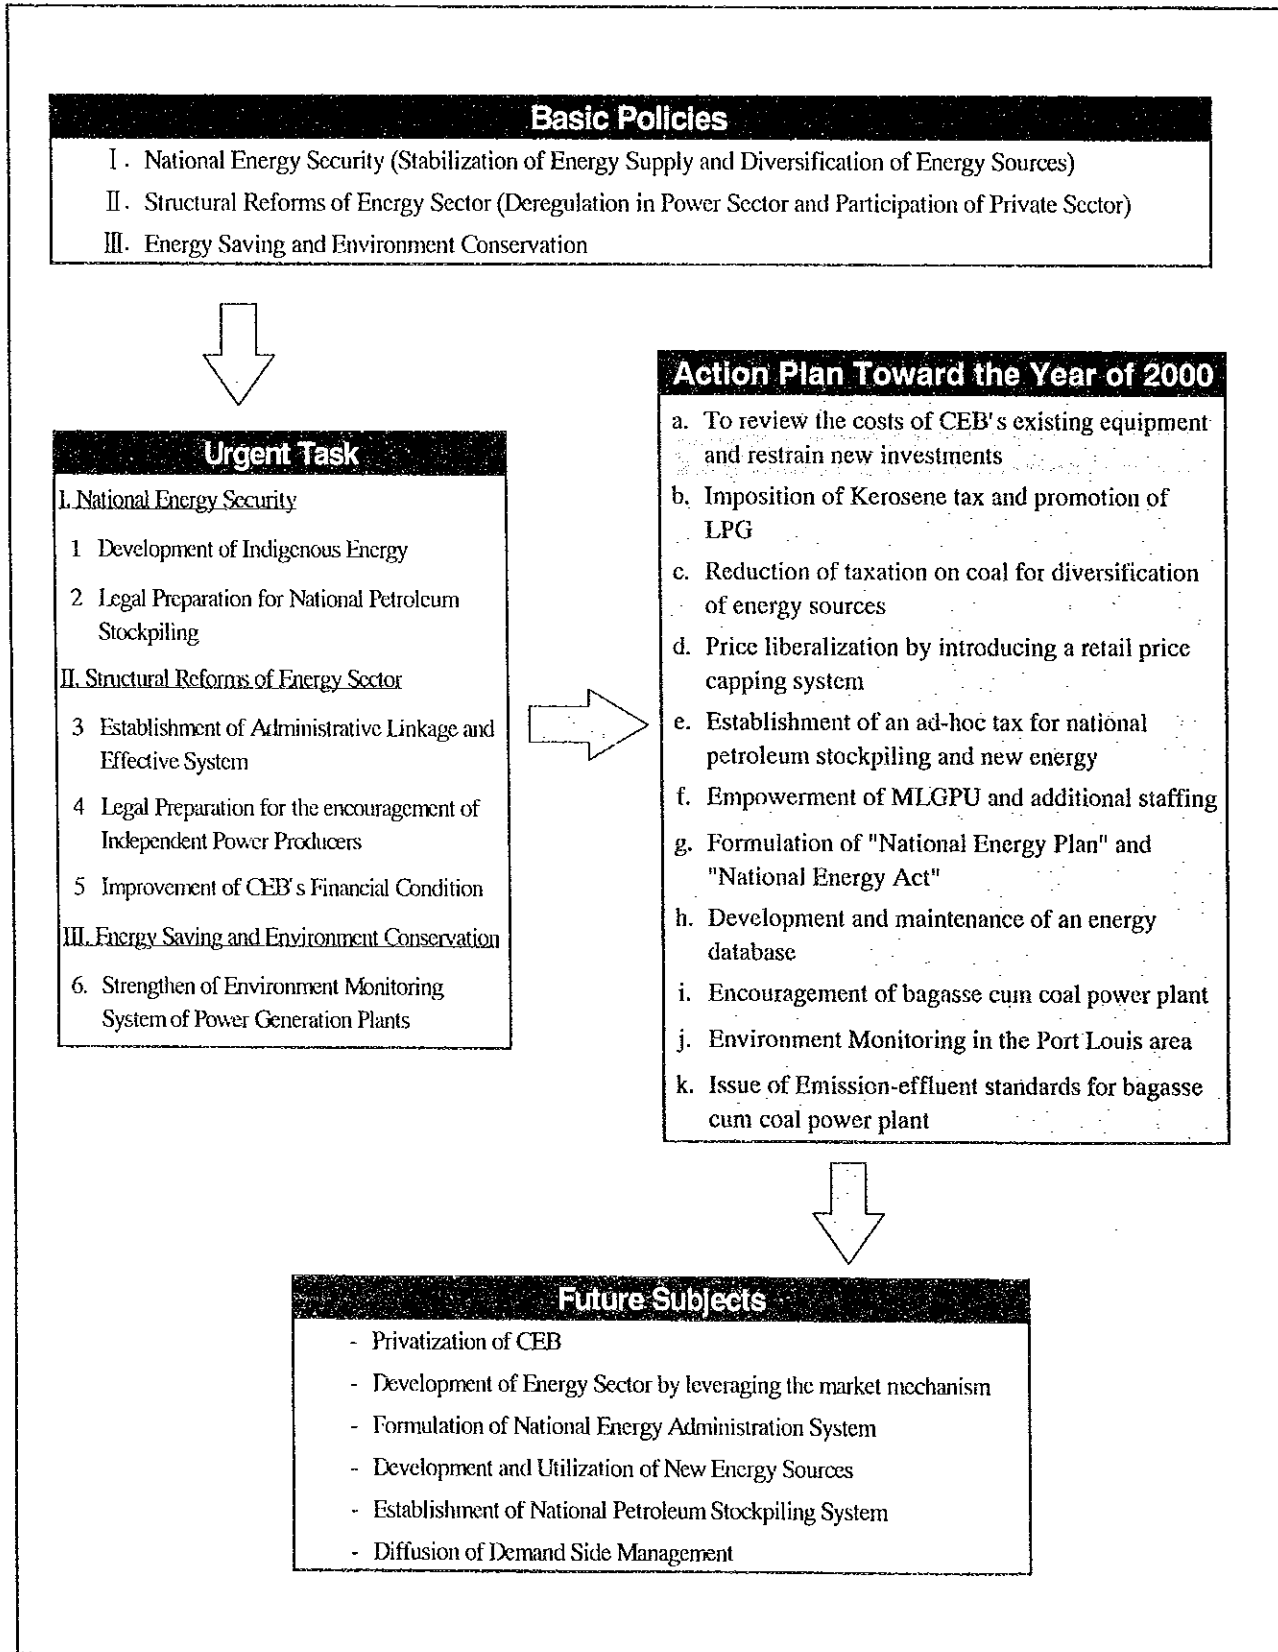 Basic Policies
I. National Energy Security (Stabilization of Energy Supply and Diversification of Energy Sources)
II. Structural Reforms of Energy Sector (Deregulation in Power Sector and Participation of Private Sector)
III. Energy Saving and Environment Conservation
Urgent Task
I. National Energy Security
1 Development of Indigenous Energy
2 Legal Preparation for National Petroleum
Stockpiling
II. Structural Reforms of Energy Sector
3 Establishment of Administrative Linkage and
Effective System
4 Legal Preparation for the encouragement of
Independent Power Producers
5 Improvement of CEB's Financial Condition
III. Energy Saving and Environment Conservation
6. Strengthen of Environment Monitoring
System of Power Generation Plants
Action Plan Toward the Year of 2000
a. To review the costs of CEB's existing equipment
and restrain new investments
b. Imposition of Kerosene tax and promotion of
LPG
c. Reduction of taxation on coal for diversification
of energy sources
d. Price liberalization by introducing a retail price
capping system
e. Establishment of an ad-hoc tax for national
petroleum stockpiling and new energy
f. Empowerment of MLGPU and additional staffing
g. Formulation of "National Energy Plan" and
"National Energy Act"
h. Development and maintenance of an energy
database
i. Encouragement of bagasse cum coal power plant
j. Environment Monitoring in the Port Louis area
k. Issue of Emission-effluent standards for bagasse
cum coal power plant
Future Subjects
- Privatization of CEB
- Development of Energy Sector by leveraging the market mechanism
- Formulation of National Energy Administration System
- Development and Utilization of New Energy Sources
- Establishment of National Petroleum Stockpiling System
- Diffusion of Demand Side Management